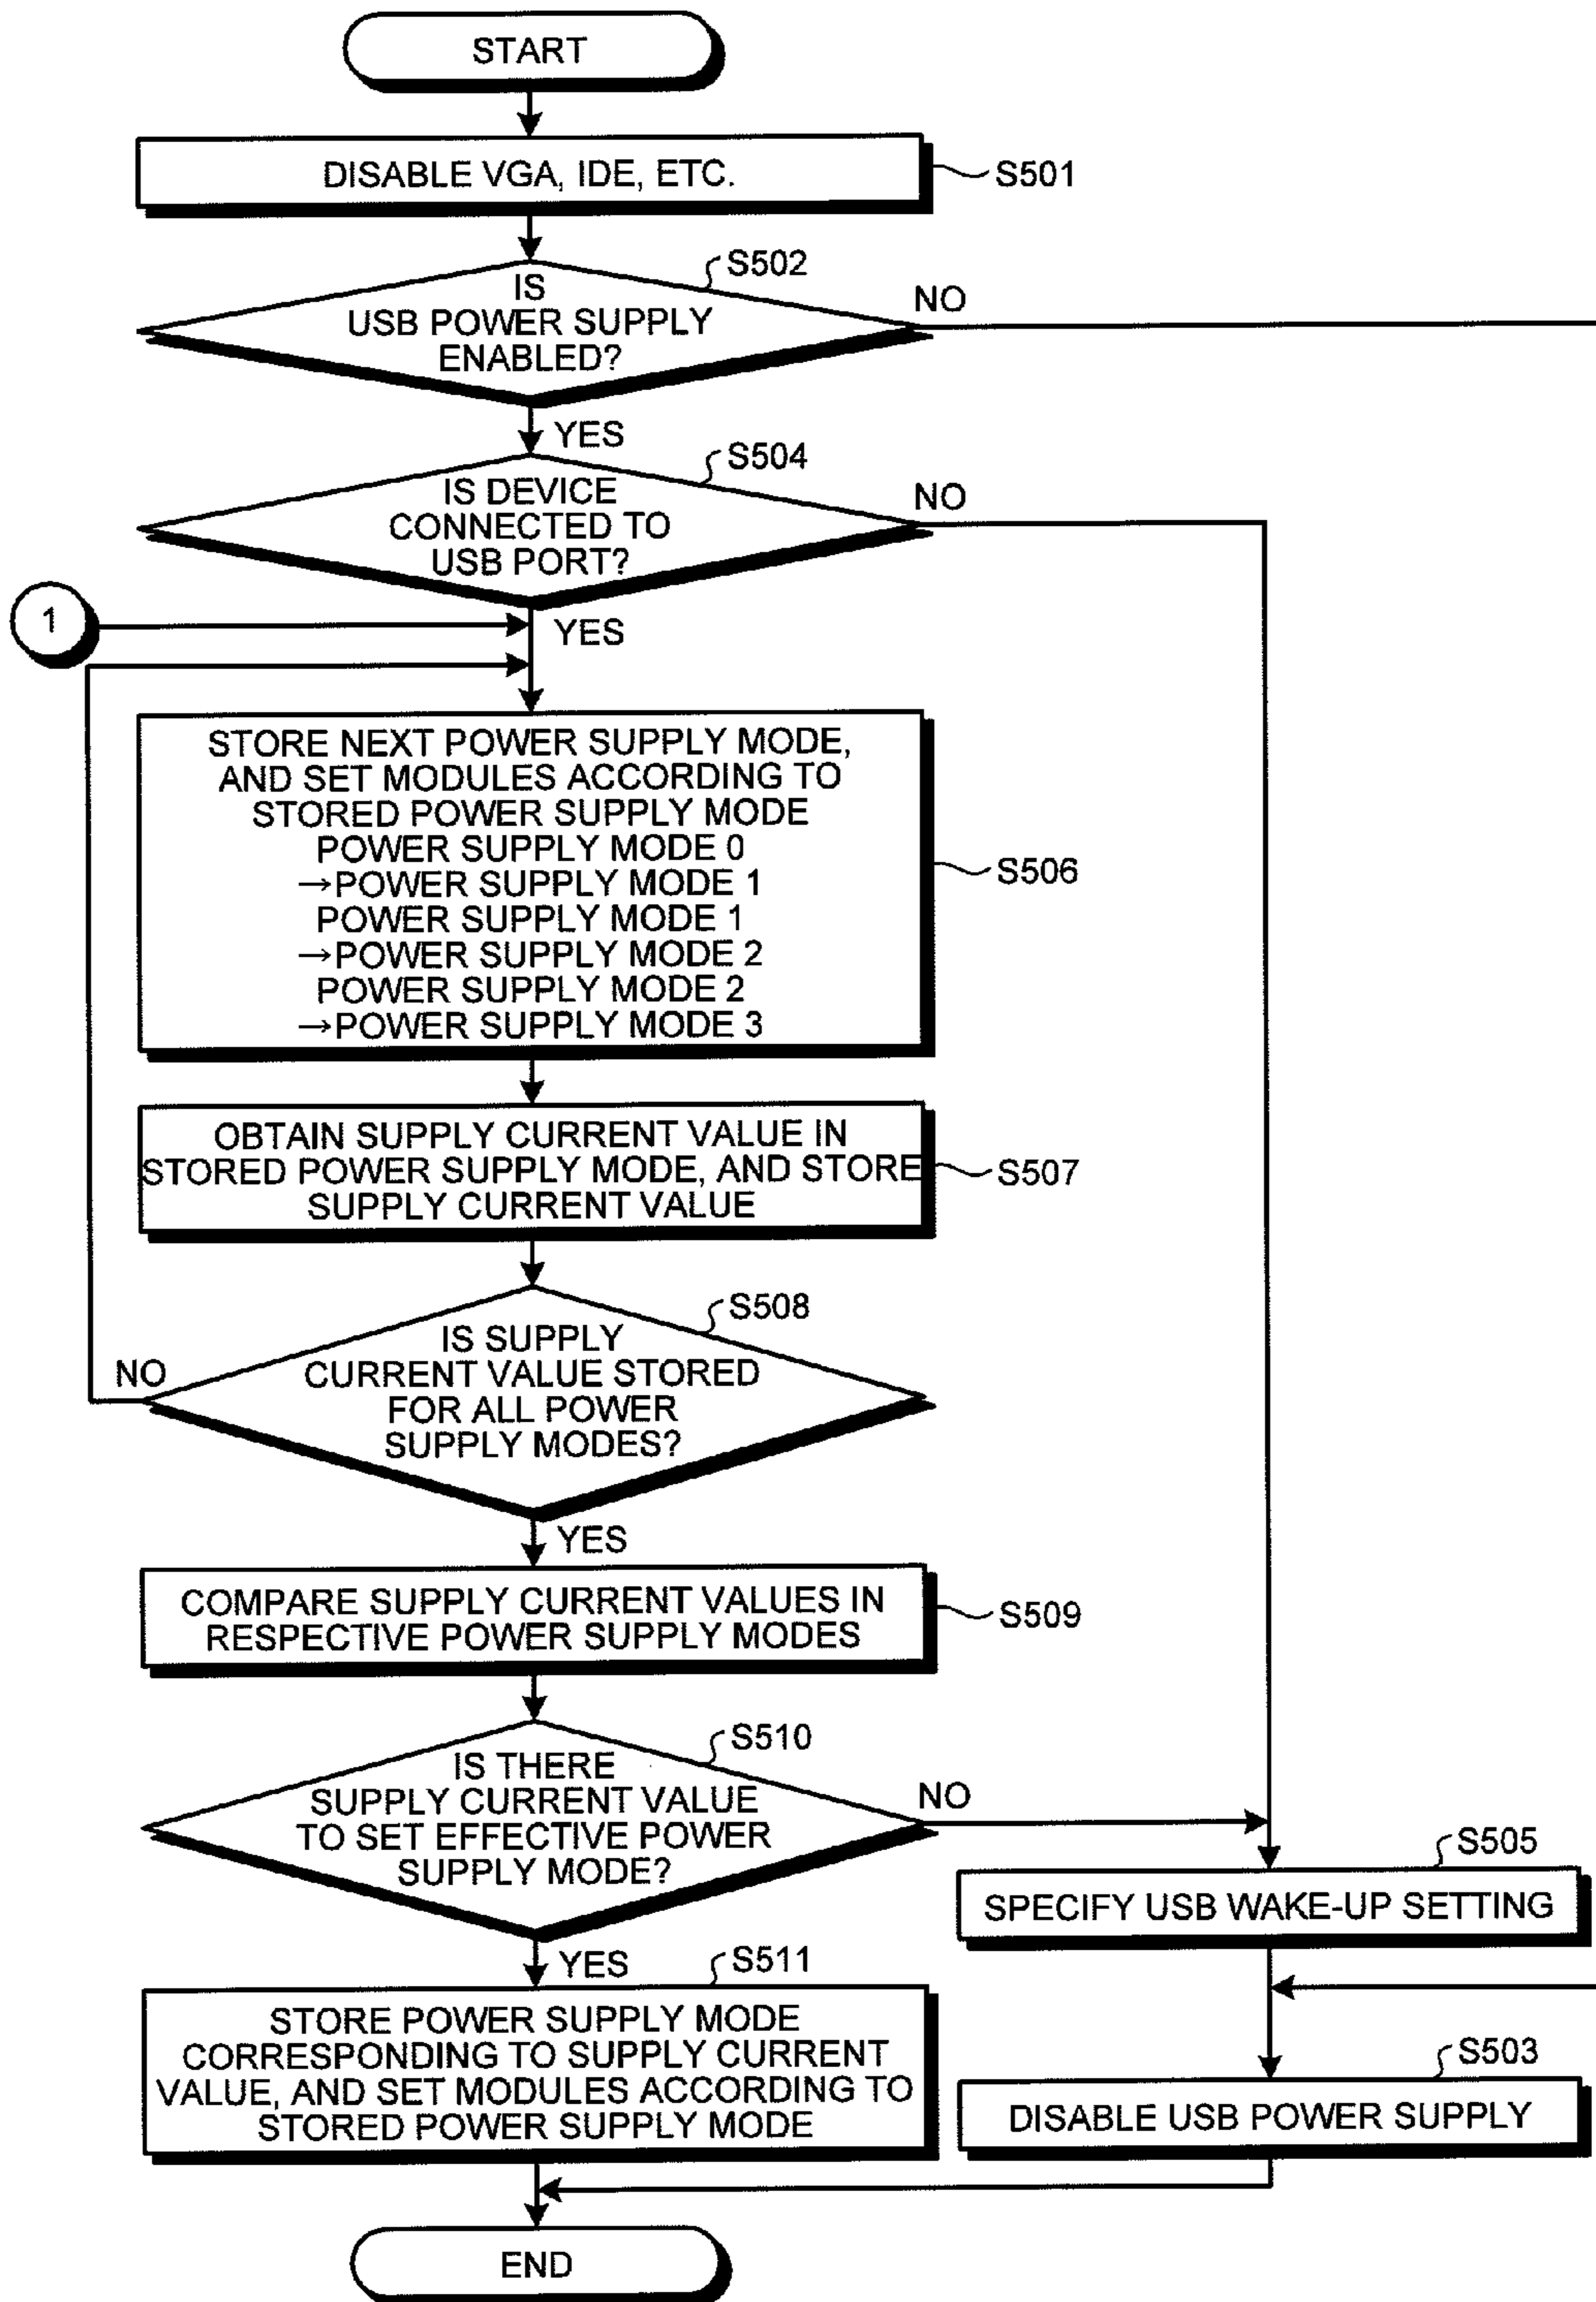 START
DISABLE VGA, IDE, ETC.
S501
S502
IS
USB POWER SUPPLY
ENABLED?
NO
YES
S504
IS DEVICE
CONNECTED TO
USB PORT?
NO
1
YES
STORE NEXT POWER SUPPLY MODE,
AND SET MODULES ACCORDING TO
STORED POWER SUPPLY MODE
POWER SUPPLY MODE 0
→POWER SUPPLY MODE 1
POWER SUPPLY MODE 1
→POWER SUPPLY MODE 2
POWER SUPPLY MODE 2
→POWER SUPPLY MODE 3
S506
OBTAIN SUPPLY CURRENT VALUE IN
STORED POWER SUPPLY MODE, AND STORE
SUPPLY CURRENT VALUE
S507
S508
IS SUPPLY
CURRENT VALUE STORED
FOR ALL POWER
SUPPLY MODES?
NO
YES
COMPARE SUPPLY CURRENT VALUES IN
RESPECTIVE POWER SUPPLY MODES
S509
S510
IS THERE
SUPPLY CURRENT VALUE
TO SET EFFECTIVE POWER
SUPPLY MODE?
NO
YES
S505
SPECIFY USB WAKE-UP SETTING
S511
STORE POWER SUPPLY MODE
CORRESPONDING TO SUPPLY CURRENT
VALUE, AND SET MODULES ACCORDING TO
STORED POWER SUPPLY MODE
S503
DISABLE USB POWER SUPPLY
END